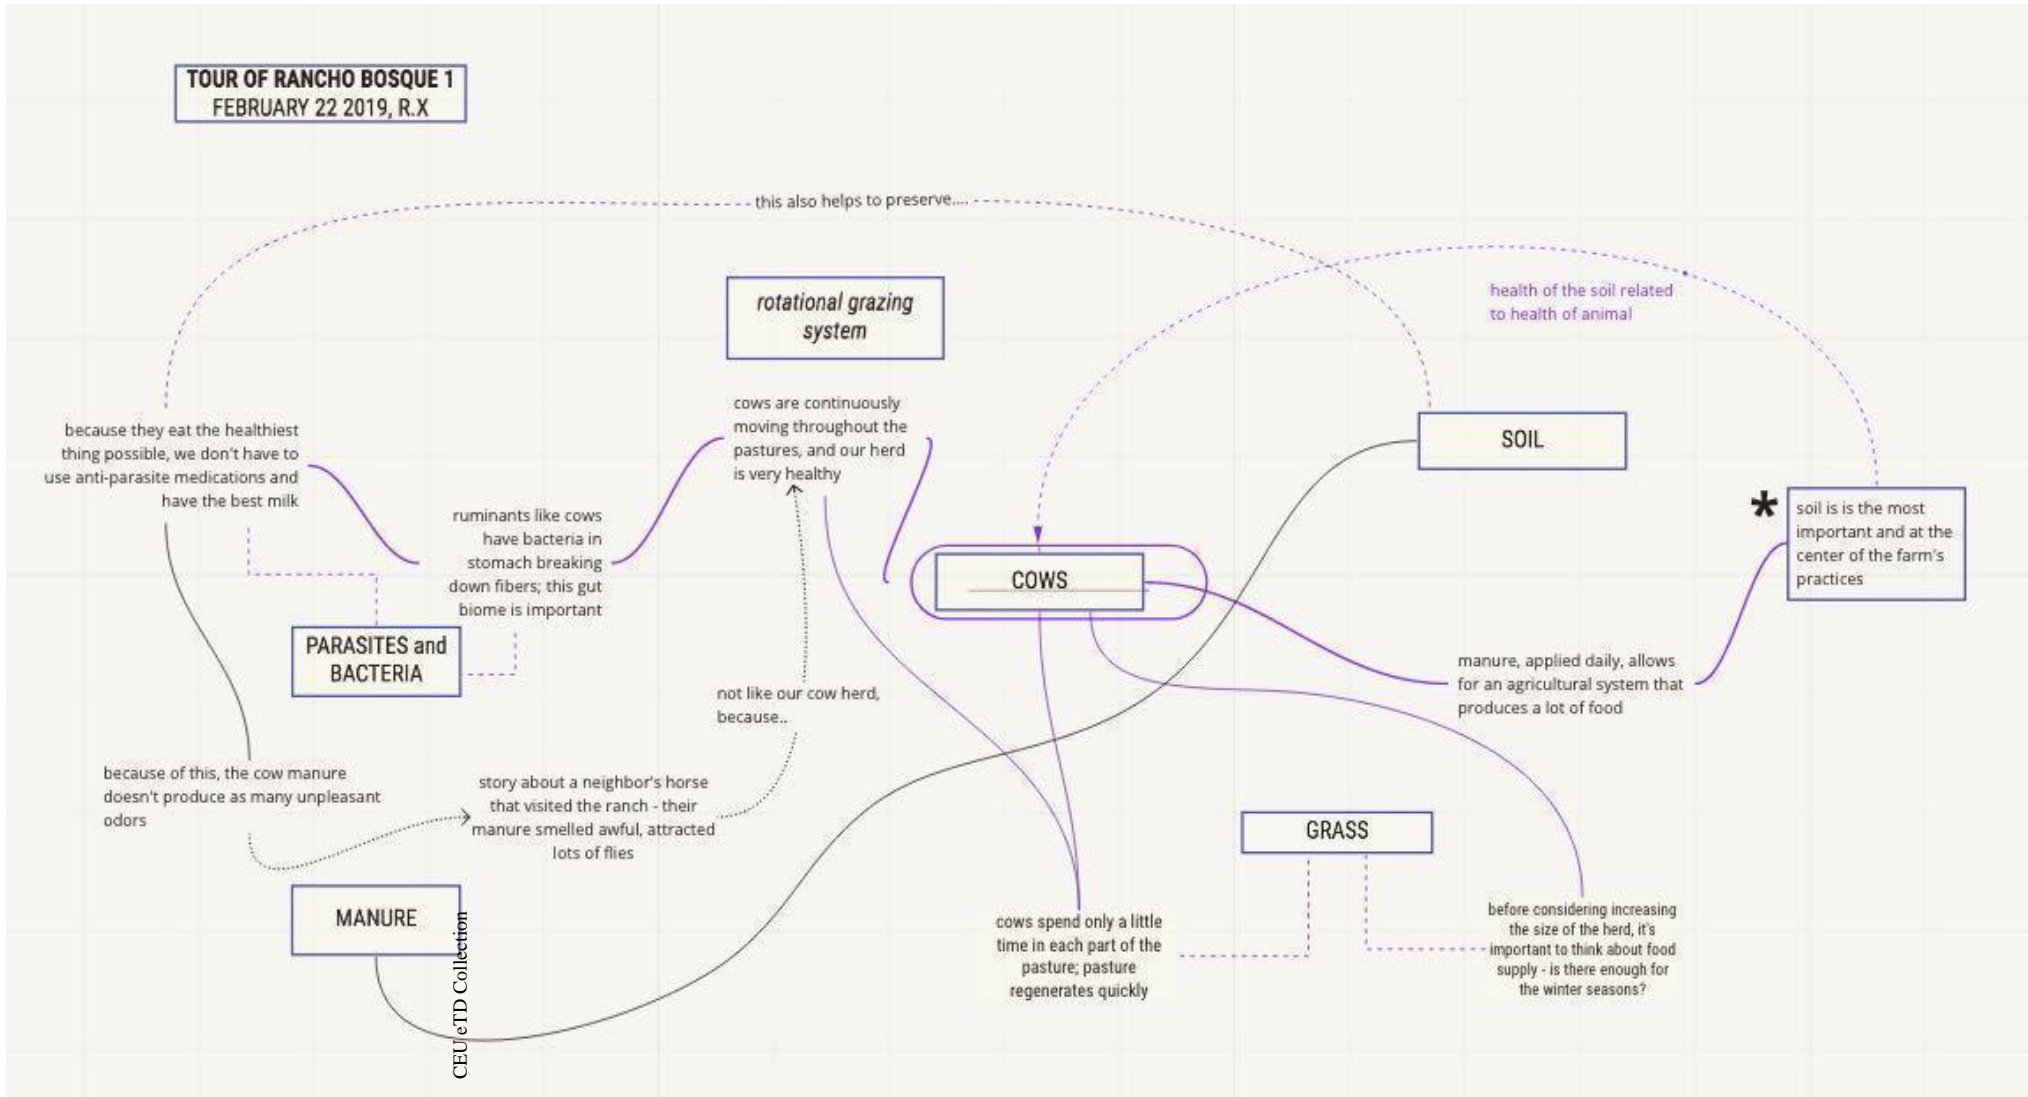 TOUR OF RANCHO BOSQUE 1
FEBRUARY 22 2019, R.X
this also helps to preserve....
rotational grazing
system
health of the soil related
to health of animal
cows are continuously
moving throughout the
pastures, and our herd
is very healthy
because they eat the healthiest
thing possible, we don't have to
use anti-parasite medications and
have the best milk
SOIL
*
soil is is the most
important and at the
center of the farm's
practices
ruminants like cows
have bacteria in
stomach breaking
down fibers; this gut
biome is important
COWS
PARASITES and
BACTERIA
manure, applied daily, allows
for an agricultural system that
produces a lot of food
not like our cow herd,
because..
because of this, the cow manure
doesn't produce as many unpleasant
odors
story about a neighbor's horse
that visited the ranch - their
manure smelled awful, attracted
lots of flies
GRASS
MANURE
cows spend only a little
time in each part of the
pasture; pasture
regenerates quickly
before considering increasing
the size of the herd, it's
important to think about food
supply - is there enough for
the winter seasons?
CEU eTD Collection